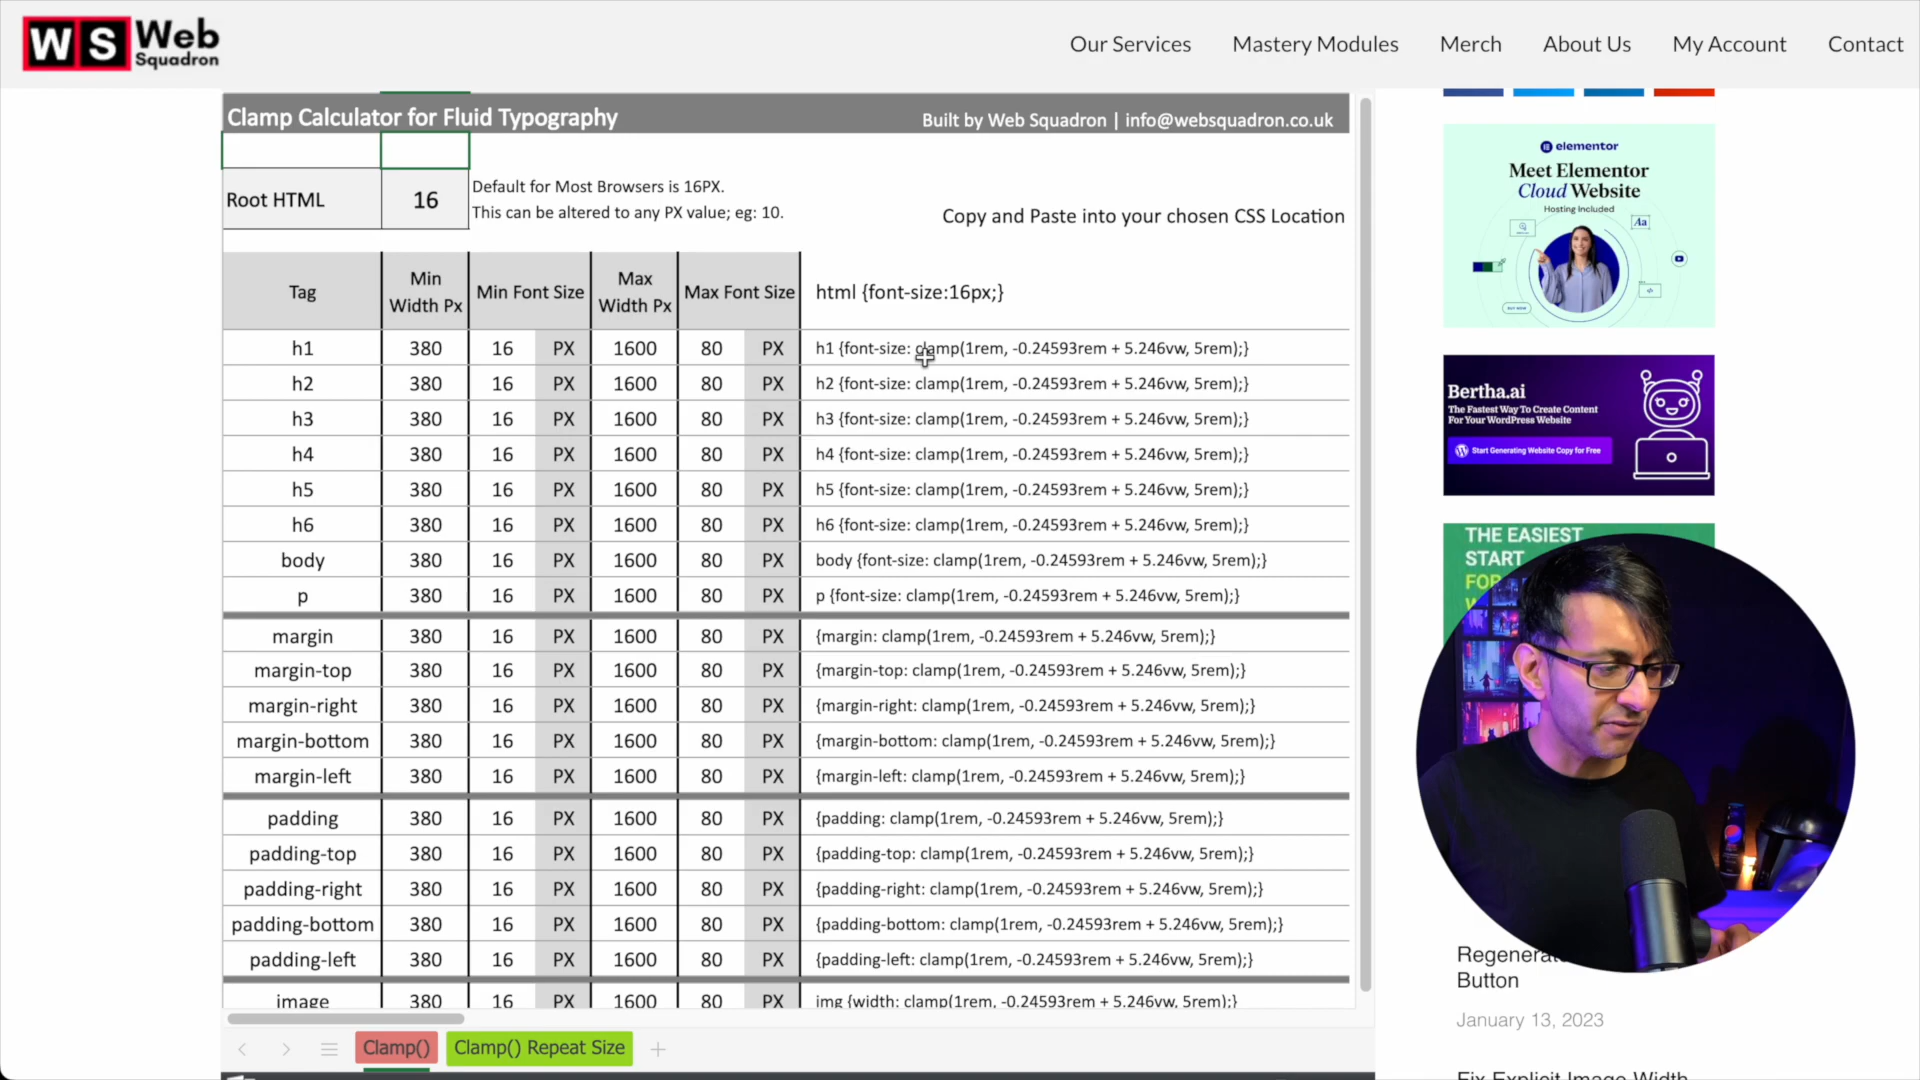 WS Web Squadron
Our Services Mastery Modules Merch About Us My Account Contact
Clamp Calculator for Fluid Typography Built by Web Squadron | info@websquadron.co.uk
Root HTML 16 Default for Most Browsers is 16PX.
This can be altered to any PX value; eg: 10.
Copy and Paste into your chosen CSS Location
Tag Min Width Px Min Font Size Max Width Px Max Font Size html {font-size:16px;}
h1 380 16 PX 1600 80 PX h1 {font-size: clamp(1rem, -0.24593rem + 5.246vw, 5rem);}
h2 380 16 PX 1600 80 PX h2 {font-size: clamp(1rem, -0.24593rem + 5.246vw, 5rem);}
h3 380 16 PX 1600 80 PX h3 {font-size: clamp(1rem, -0.24593rem + 5.246vw, 5rem);}
h4 380 16 PX 1600 80 PX h4 {font-size: clamp(1rem, -0.24593rem + 5.246vw, 5rem);}
h5 380 16 PX 1600 80 PX h5 {font-size: clamp(1rem, -0.24593rem + 5.246vw, 5rem);}
h6 380 16 PX 1600 80 PX h6 {font-size: clamp(1rem, -0.24593rem + 5.246vw, 5rem);}
body 380 16 PX 1600 80 PX body {font-size: clamp(1rem, -0.24593rem + 5.246vw, 5rem);}
p 380 16 PX 1600 80 PX p {font-size: clamp(1rem, -0.24593rem + 5.246vw, 5rem);}
margin 380 16 PX 1600 80 PX {margin: clamp(1rem, -0.24593rem + 5.246vw, 5rem);}
margin-top 380 16 PX 1600 80 PX {margin-top: clamp(1rem, -0.24593rem + 5.246vw, 5rem);}
margin-right 380 16 PX 1600 80 PX {margin-right: clamp(1rem, -0.24593rem + 5.246vw, 5rem);}
margin-bottom 380 16 PX 1600 80 PX {margin-bottom: clamp(1rem, -0.24593rem + 5.246vw, 5rem);}
margin-left 380 16 PX 1600 80 PX {margin-left: clamp(1rem, -0.24593rem + 5.246vw, 5rem);}
padding 380 16 PX 1600 80 PX {padding: clamp(1rem, -0.24593rem + 5.246vw, 5rem);}
padding-top 380 16 PX 1600 80 PX {padding-top: clamp(1rem, -0.24593rem + 5.246vw, 5rem);}
padding-right 380 16 PX 1600 80 PX {padding-right: clamp(1rem, -0.24593rem + 5.246vw, 5rem);}
padding-bottom 380 16 PX 1600 80 PX {padding-bottom: clamp(1rem, -0.24593rem + 5.246vw, 5rem);}
padding-left 380 16 PX 1600 80 PX {padding-left: clamp(1rem, -0.24593rem + 5.246vw, 5rem);}
image 380 16 PX 1600 80 PX img {width: clamp(1rem, -0.24593rem + 5.246vw, 5rem);}
Clamp() Clamp() Repeat Size
elementor
Meet Elementor
Cloud Website
Hosting Included
Aa
BUY NOW
Bertha.ai
The Fastest Way To Create Content
For Your WordPress Website
Start Generating Website Copy for Free
THE EASIEST
START
FOR
Button
January 13, 2023
Fix Explicit Image Width